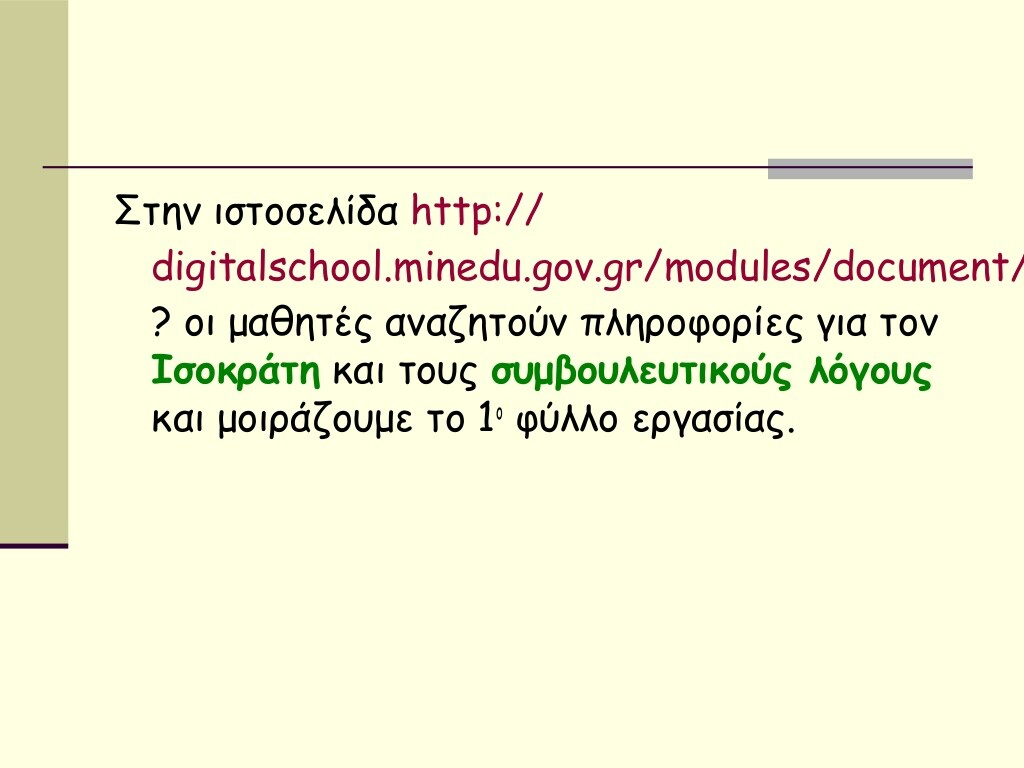 Στην ιστοσελίδα http://
digitalschool.minedu.gov.gr/modules/document/
? οι μαθητές αναζητούν πληροφορίες για τον
Ισοκράτη και τους συμβουλευτικούς λόγους
και μοιράζουμε το 1ο φύλλο εργασίας.